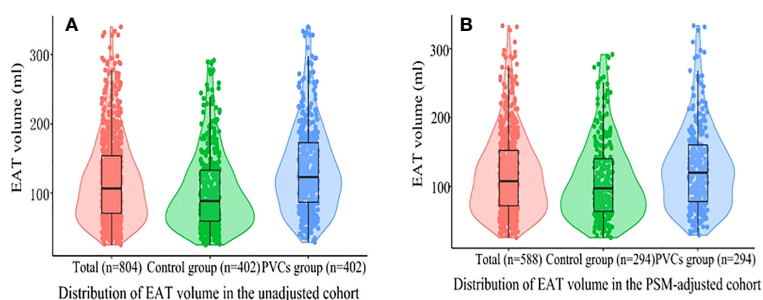 A
EAT volume (ml)
300
200
100
Total (n=804) Control group (n=402)PVCs group (n=402)
Distribution of EAT volume in the unadjusted cohort
B
EAT volume (ml)
300
200
100
Total (n=588) Control group (n=294)PVCs group (n=294)
Distribution of EAT volume in the PSM-adjusted cohort